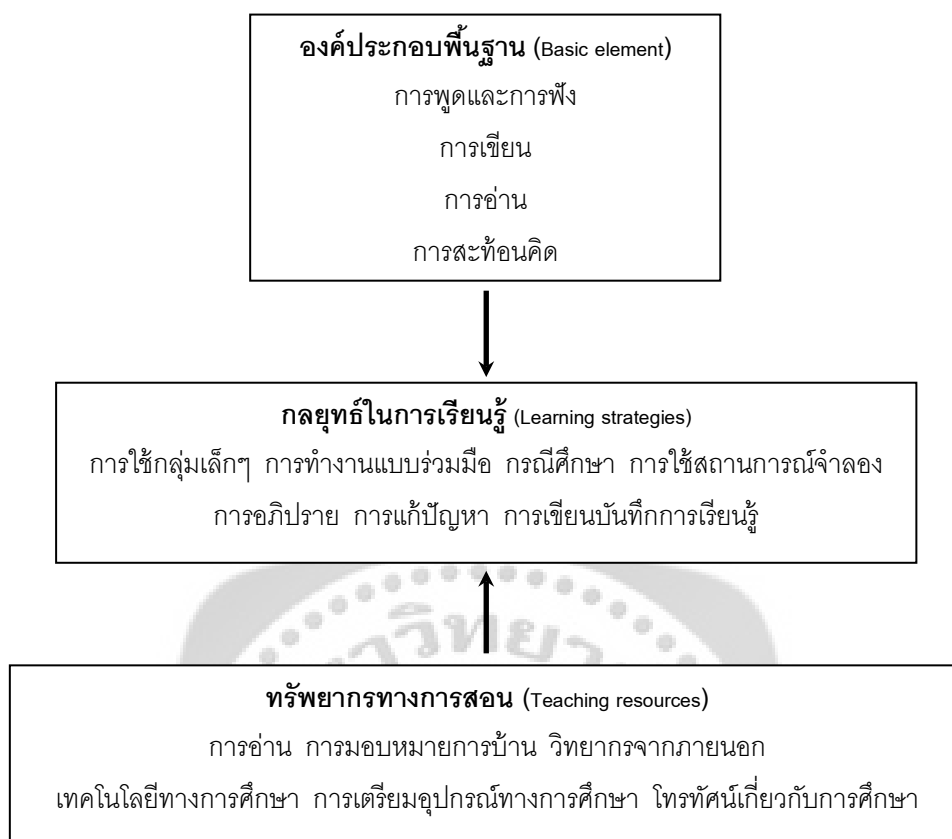 องค์ประกอบพื้นฐาน (Basic element)
การพูดและการฟัง
การเขียน
การอ่าน
การสะท้อนคิด
กลยุทธ์ในการเรียนรู้ (Learning strategies)
การใช้กลุ่มเล็กๆ การทำงานแบบร่วมมือ กรณีศึกษา การใช้สถานการณ์จำลอง
การอภิปราย การแก้ปัญหา การเขียนบันทึกการเรียนรู้
ทรัพยากรทางการสอน (Teaching resources)
การอ่าน การมอบหมายการบ้าน วิทยากรจากภายนอก
เทคโนโลยีทางการศึกษา การเตรียมอุปกรณ์ทางการศึกษา โทรทัศน์เกี่ยวกับการศึกษา